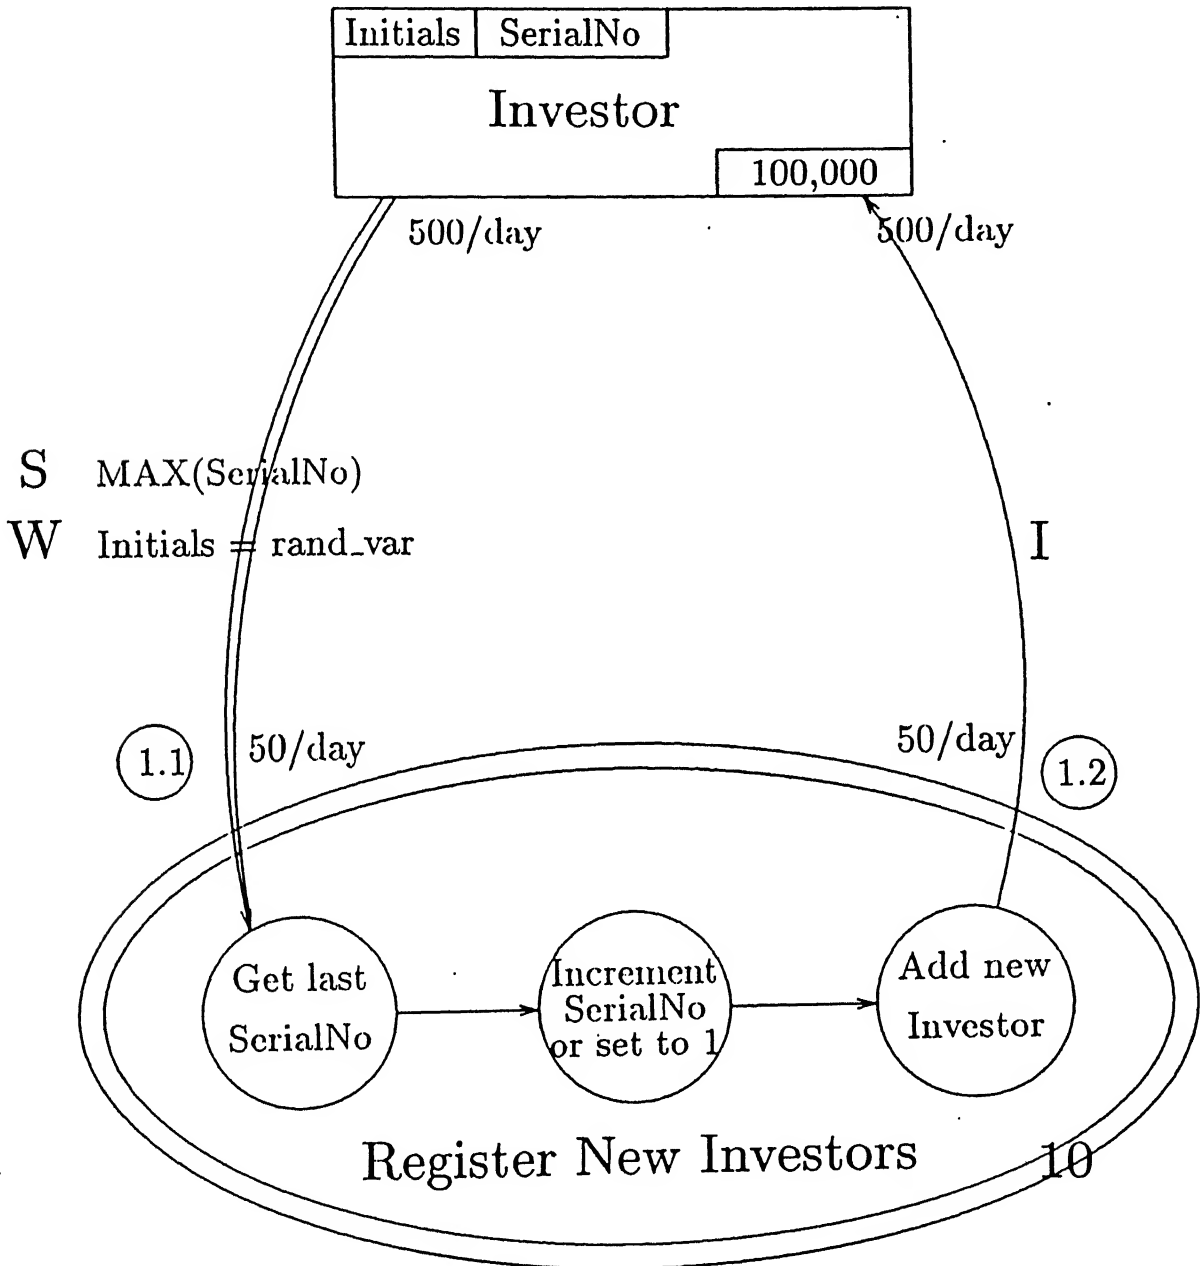 Initials SerialNo
Investor
100,000
500/day 500/day
S MAX(SerialNo)
W Initials = rand_var
I
1.1 50/day 50/day 1.2
Get last
SerialNo
Increment
SerialNo
or set to 1
Add new
Investor
Register New Investors 10